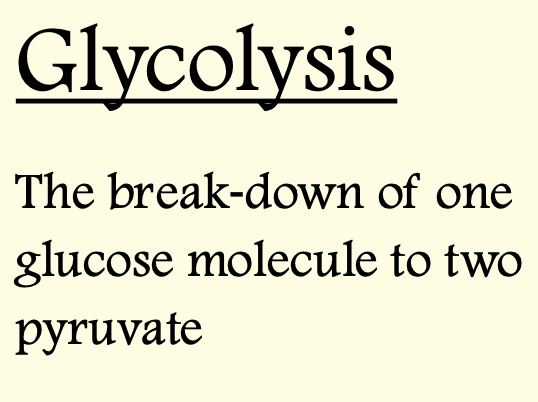 Glycolysis
The break-down of one
glucose molecule to two
pyruvate